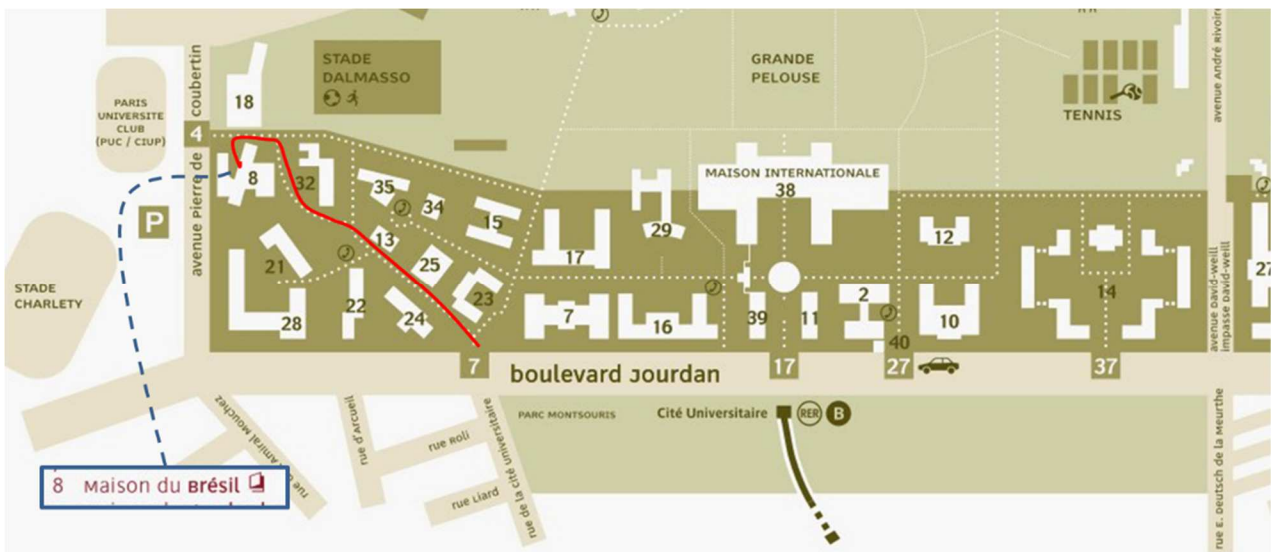 STADE
DALMASSO
GRANDE
PELOUSE
TENNIS
avenue André Rivoire
PARIS
UNIVERSITE
CLUB
(PUC / CIUP)
avenue Pierre de Coubertin
18
4
8
32
35
34
15
13
25
23
21
22
24
28
P
STADE
CHARLETY
17
29
MAISON INTERNATIONALE
38
12
14
27
7
16
39
11
2
10
40
avenue David-Weill
impasse David-Weill
7
17
27
37
boulevard Jourdan
PARC MONTSOURIS
Cité Universitaire
RER
B
rue d'Arcueil
rue Roli
rue Liard
rue de la cité universitaire
rue E. Deutsch de la Meurthe
8 Maison du Brésil